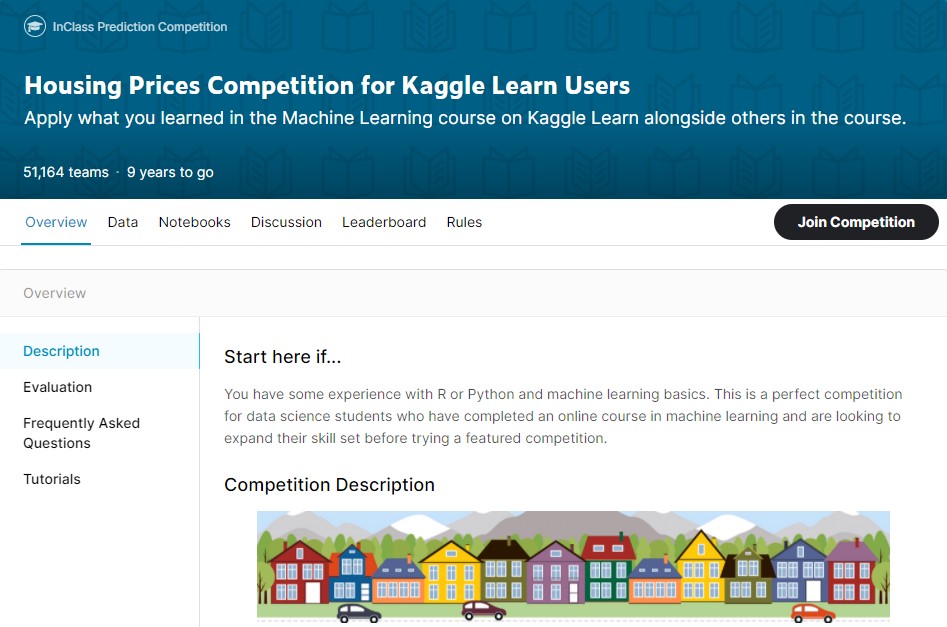 InClass Prediction Competition
Housing Prices Competition for Kaggle Learn Users
Apply what you learned in the Machine Learning course on Kaggle Learn alongside others in the course.
51,164 teams · 9 years to go
Overview Data Notebooks Discussion Leaderboard Rules Join Competition
Overview
Description
Evaluation
Frequently Asked
Questions
Tutorials
Start here if...
You have some experience with R or Python and machine learning basics. This is a perfect competition
for data science students who have completed an online course in machine learning and are looking to
expand their skill set before trying a featured competition.
Competition Description